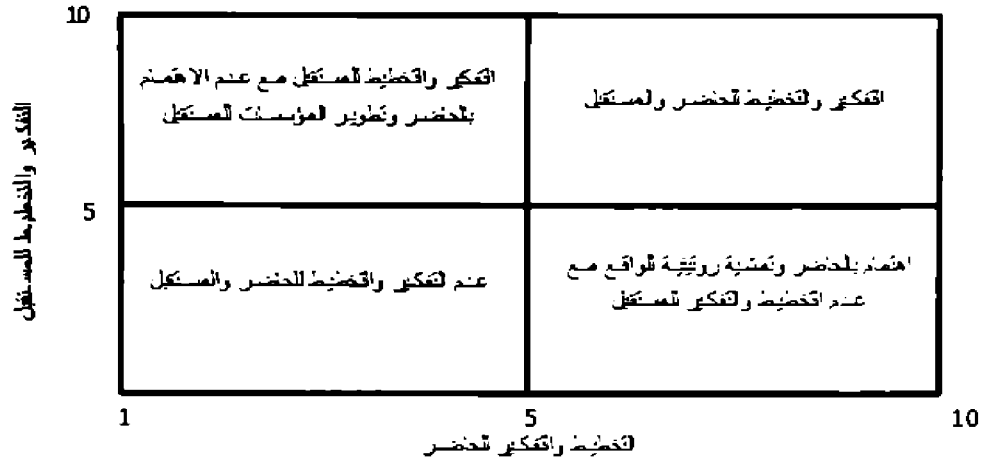 10
التفكير والتخطيط للمستقبل مع عدم الاهتمام
بالحاضر وتطوير المؤسسات للمستقبل
التفكير والتخطيط للحاضر والمستقبل
التفكير والتخطيط للمستقبل
5
عدم التفكير والتخطيط للحاضر والمستقبل
اهتمام بالحاضر وتمشية روتينية للواقع مع
عدم التخطيط والتفكير للمستقبل
1
5
10
التخطيط والتفكير للحاضر